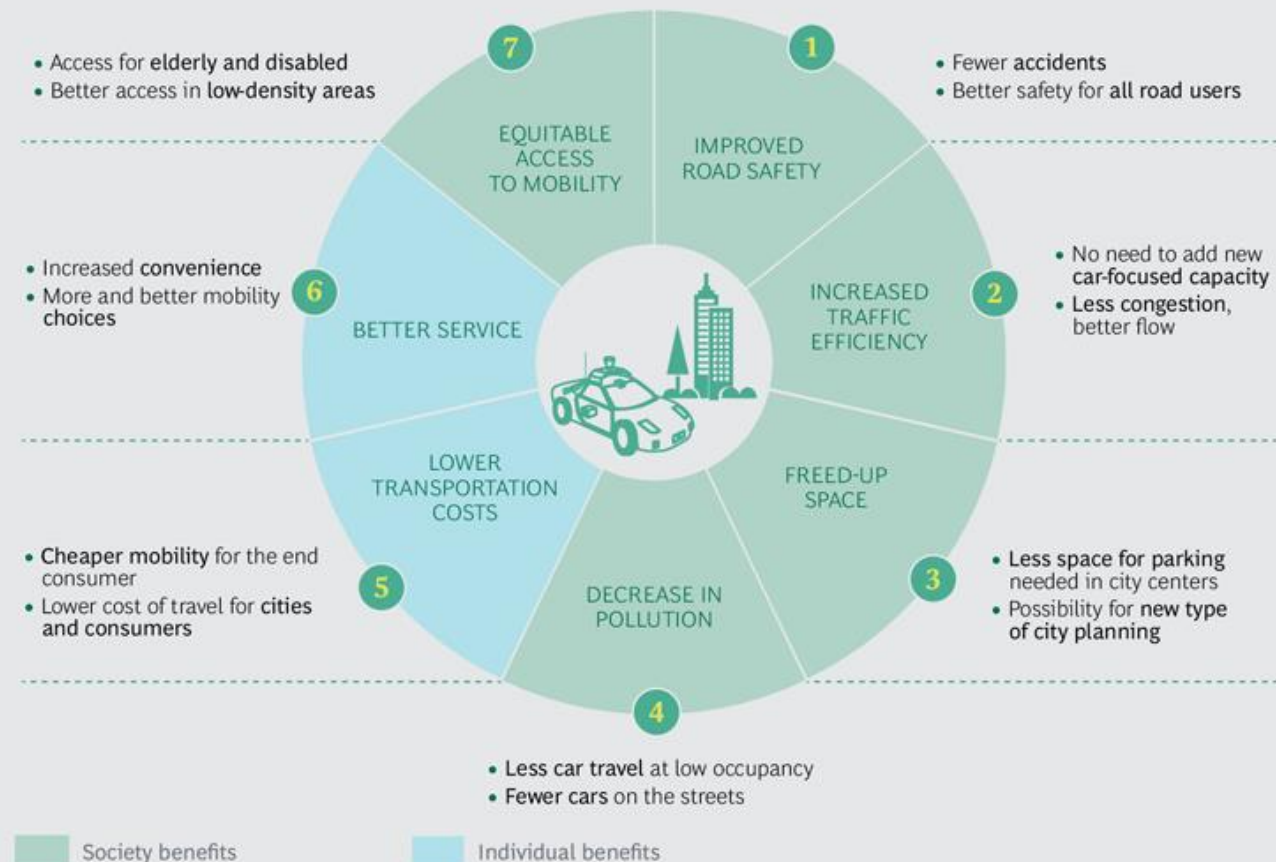 1
IMPROVED
ROAD SAFETY
• Fewer accidents
• Better safety for all road users
2
INCREASED
TRAFFIC
EFFICIENCY
• No need to add new
car-focused capacity
• Less congestion,
better flow
3
FREED-UP
SPACE
• Less space for parking
needed in city centers
• Possibility for new type
of city planning
4
DECREASE IN
POLLUTION
• Less car travel at low occupancy
• Fewer cars on the streets
5
LOWER
TRANSPORTATION
COSTS
• Cheaper mobility for the end
consumer
• Lower cost of travel for cities
and consumers
6
BETTER SERVICE
• Increased convenience
• More and better mobility
choices
7
EQUITABLE
ACCESS
TO MOBILITY
• Access for elderly and disabled
• Better access in low-density areas
Society benefits
Individual benefits